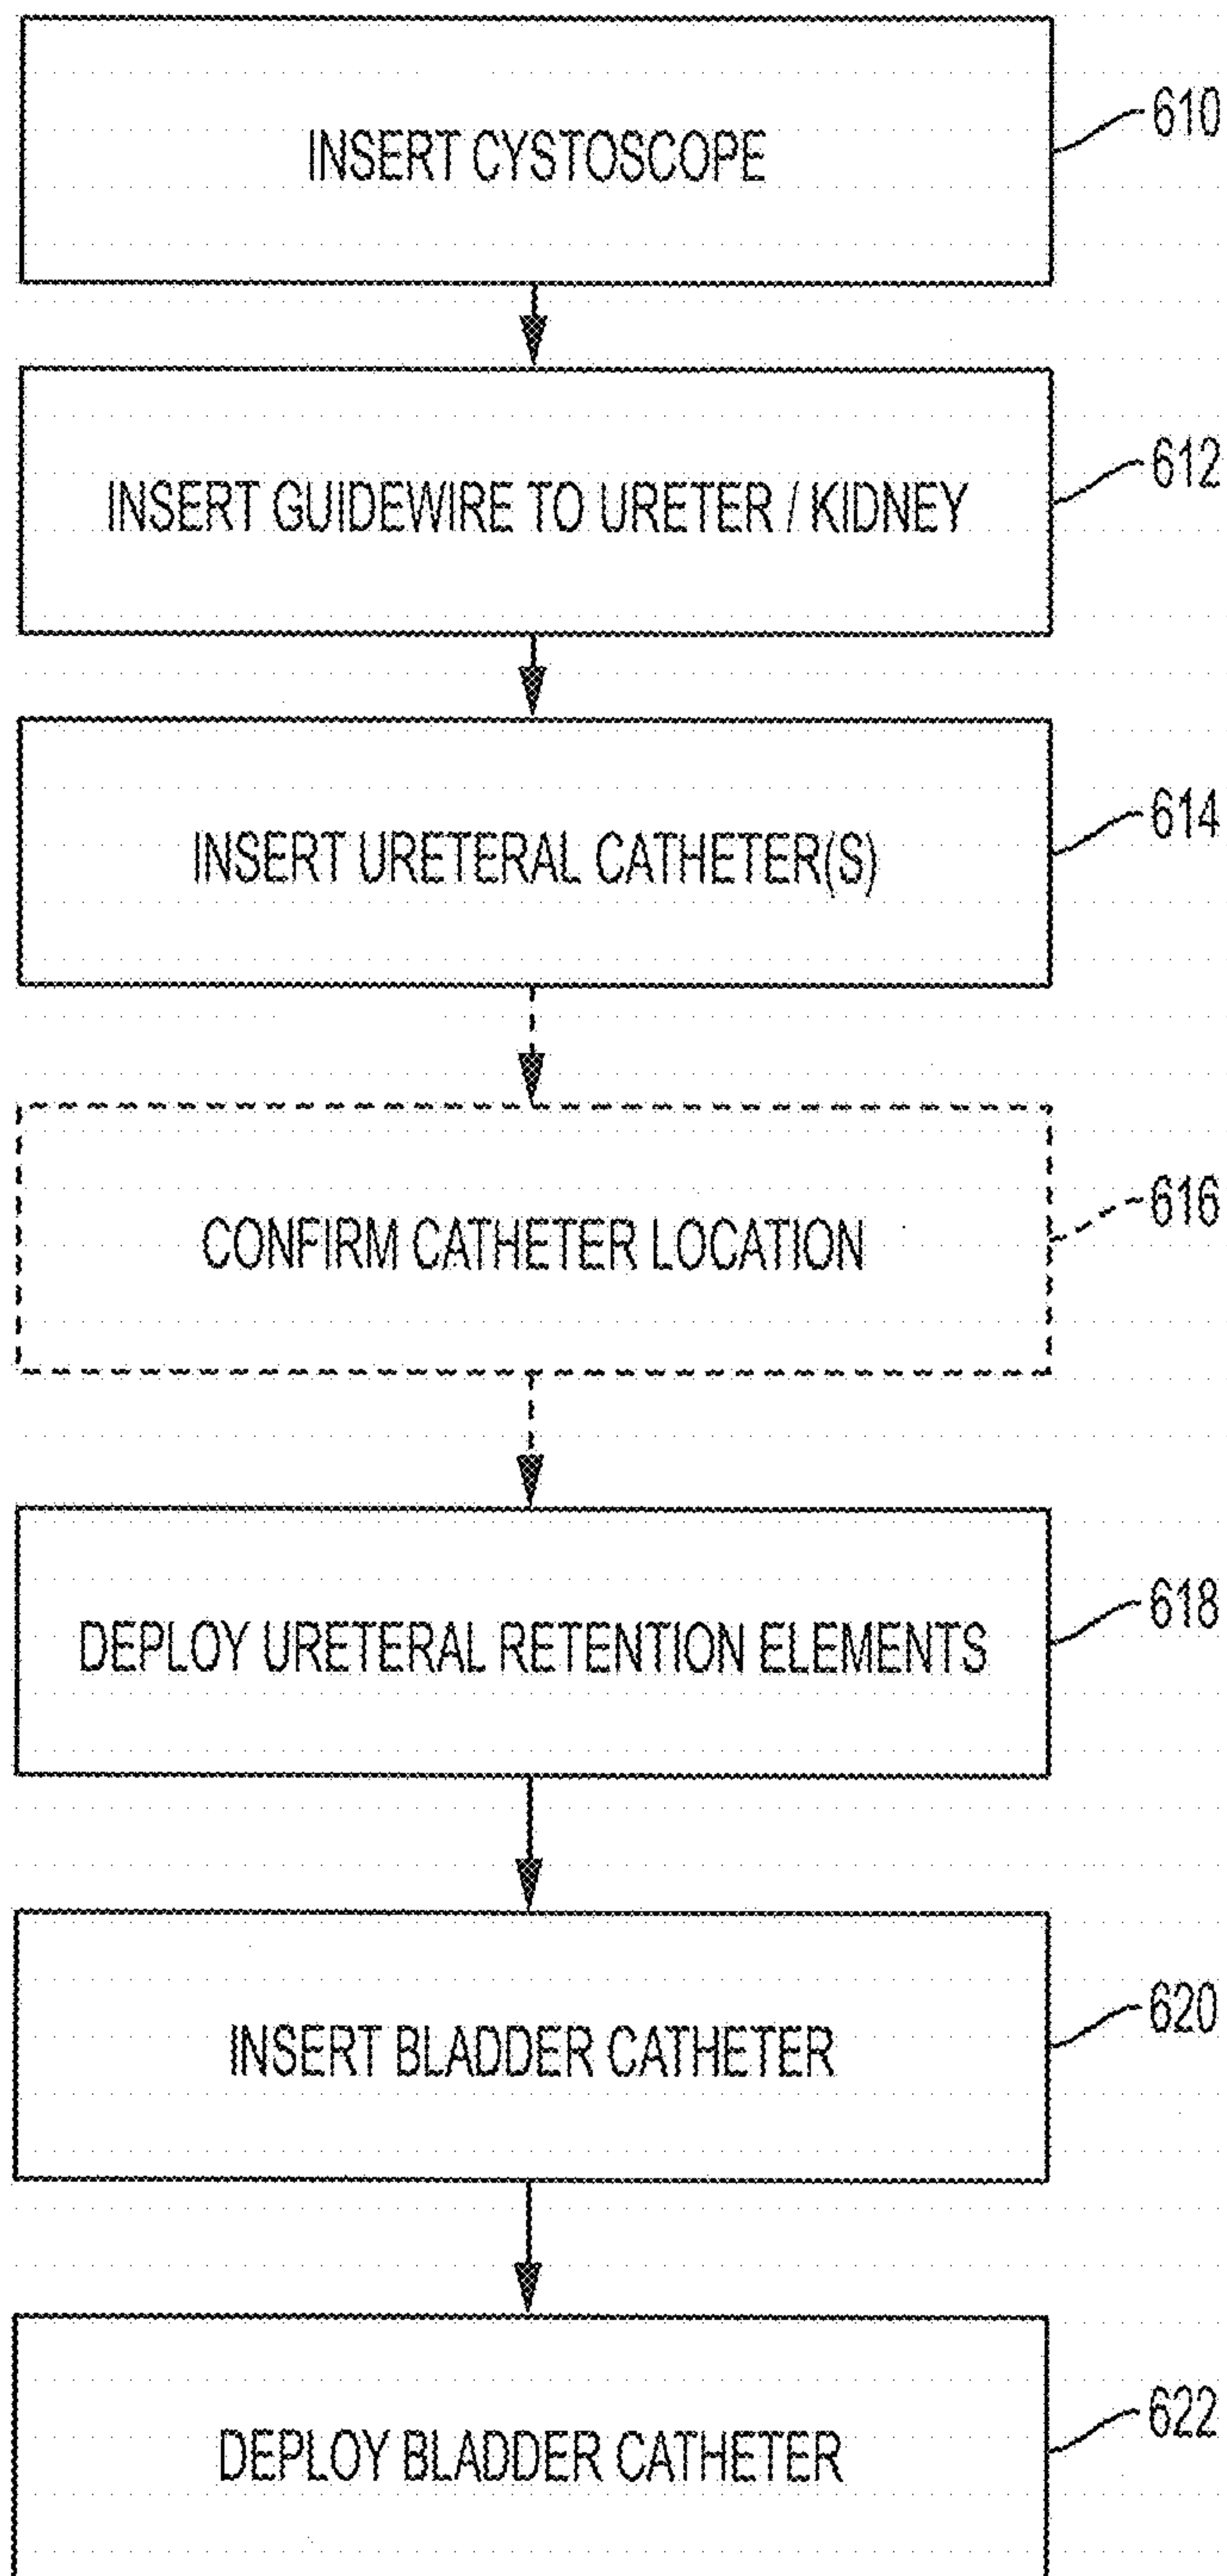 INSERT CYSTOSCOPE
610
INSERT GUIDEWIRE TO URETER / KIDNEY
612
INSERT URETERAL CATHETER(S)
614
CONFIRM CATHETER LOCATION
616
DEPLOY URETERAL RETENTION ELEMENTS
618
INSERT BLADDER CATHETER
620
DEPLOY BLADDER CATHETER
622